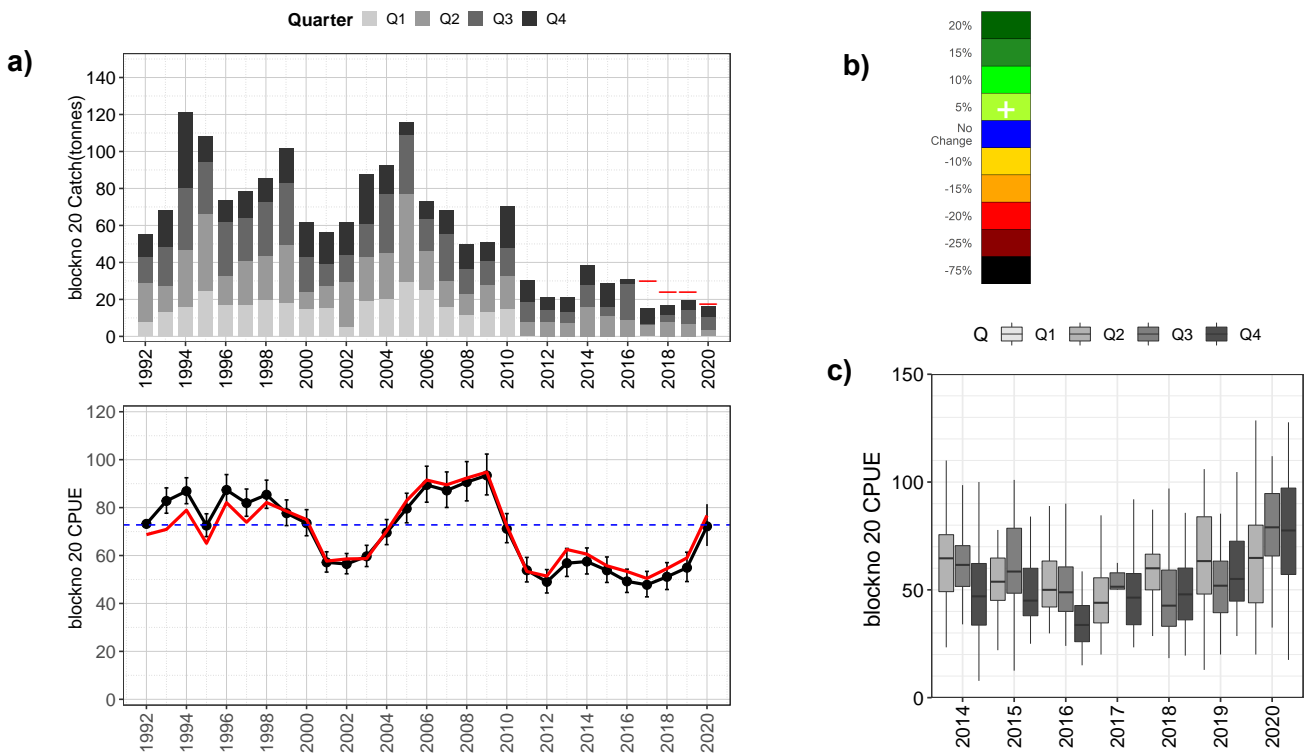 Quarter Q1 Q2 Q3 Q4
a)
blockno 20 Catch(tonnes)
140
120
100
80
60
40
20
0
1992 1994 1996 1998 2000 2002 2004 2006 2008 2010 2012 2014 2016 2018 2020
blockno 20 CPUE
120
100
80
60
40
20
0
1992 1994 1996 1998 2000 2002 2004 2006 2008 2010 2012 2014 2016 2018 2020
b)
20%
15%
10%
5%
No
Change
-10%
-15%
-20%
-25%
-75%
Q Q1 Q2 Q3 Q4
c)
blockno 20 CPUE
150
100
50
0
2014 2015 2016 2017 2018 2019 2020